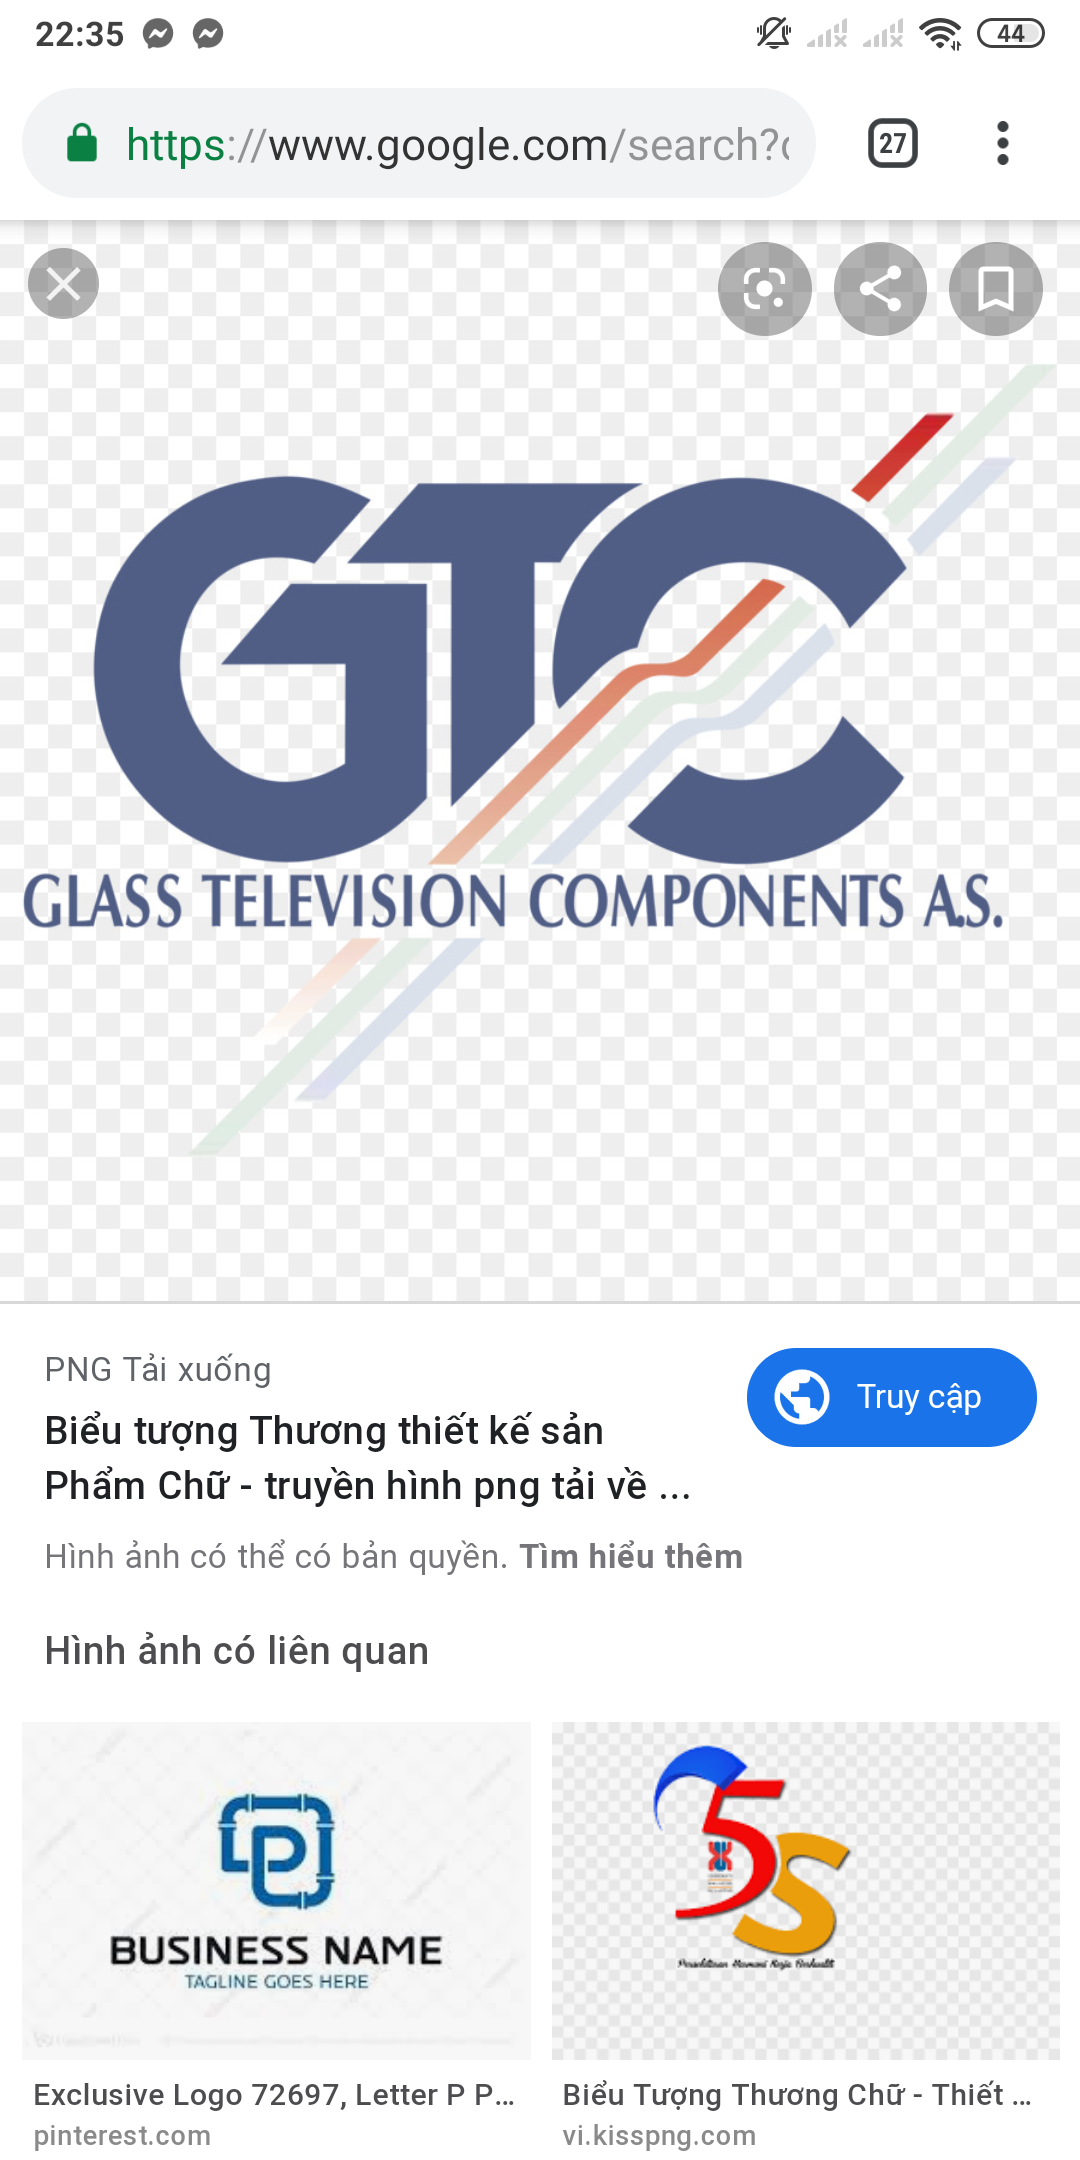 22:35
44
https://www.google.com/search?
27
GTC
GLASS TELEVISION COMPONENTS A.S.
PNG Tải xuống
Truy cập
Biểu tượng Thương thiết kế sản
Phẩm Chữ - truyền hình png tải về ...
Hình ảnh có thể có bản quyền. Tìm hiểu thêm
Hình ảnh có liên quan
BUSINESS NAME
TAGLINE GOES HERE
5S
Exclusive Logo 72697, Letter P P...
pinterest.com
Biểu Tượng Thương Chữ - Thiết ...
vi.kisspng.com